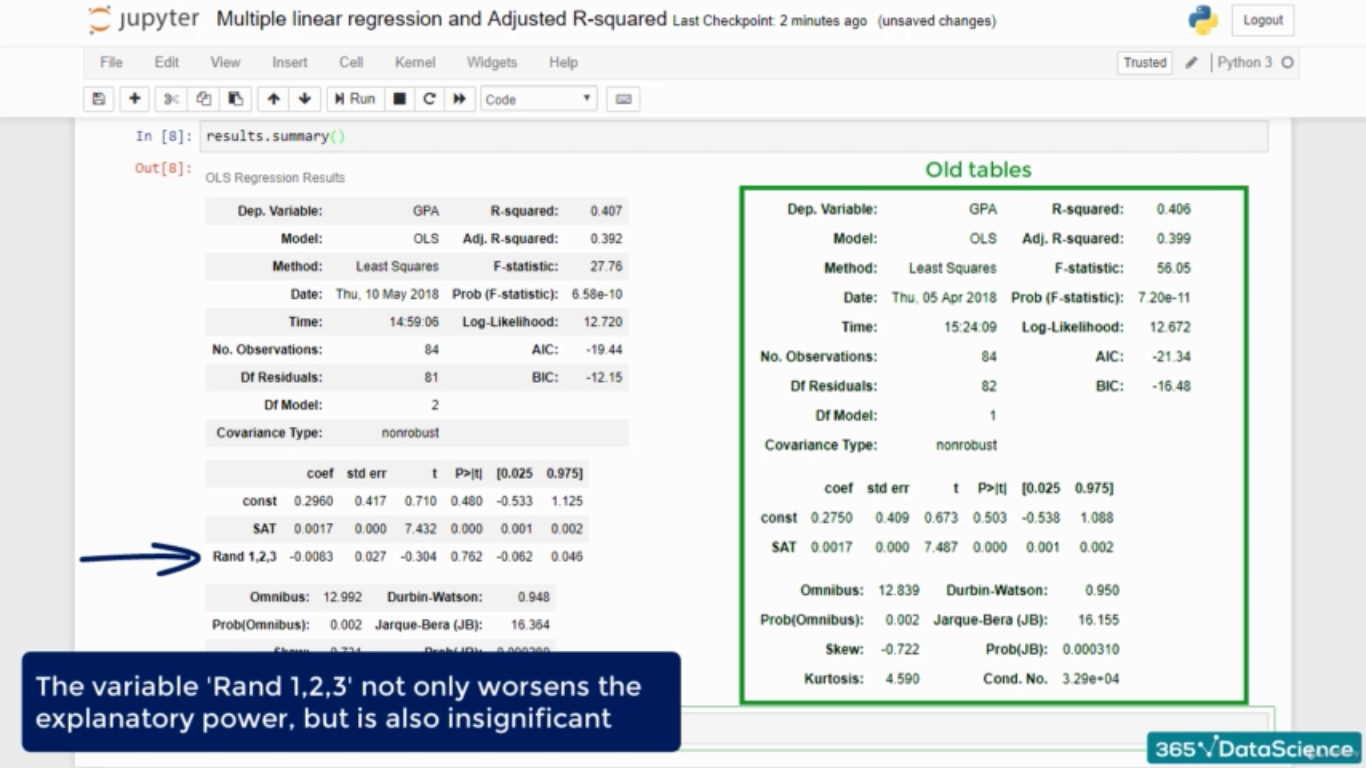 jupyter Multiple linear regression and Adjusted R-squared Last Checkpoint: 2 minutes ago (unsaved changes) Logout
File Edit View Insert Cell Kernel Widgets Help Trusted Python 3
Run Code
In [8]: results.summary()
Out[8]: OLS Regression Results
Dep. Variable: GPA R-squared: 0.407
Model: OLS Adj. R-squared: 0.392
Method: Least Squares F-statistic: 27.76
Date: Thu, 10 May 2018 Prob (F-statistic): 6.58e-10
Time: 14:59:06 Log-Likelihood: 12.720
No. Observations: 84 AIC: -19.44
Df Residuals: 81 BIC: -12.15
Df Model: 2
Covariance Type: nonrobust
coef std err t P>|t| [0.025 0.975]
const 0.2960 0.417 0.710 0.480 -0.533 1.125
SAT 0.0017 0.000 7.432 0.000 0.001 0.002
Rand 1,2,3 -0.0083 0.027 -0.304 0.762 -0.062 0.046
Omnibus: 12.992 Durbin-Watson: 0.948
Prob(Omnibus): 0.002 Jarque-Bera (JB): 16.364
Old tables
Dep. Variable: GPA R-squared: 0.406
Model: OLS Adj. R-squared: 0.399
Method: Least Squares F-statistic: 56.05
Date: Thu, 05 Apr 2018 Prob (F-statistic): 7.20e-11
Time: 15:24:09 Log-Likelihood: 12.672
No. Observations: 84 AIC: -21.34
Df Residuals: 82 BIC: -16.48
Df Model: 1
Covariance Type: nonrobust
coef std err t P>|t| [0.025 0.975]
const 0.2750 0.409 0.673 0.503 -0.538 1.088
SAT 0.0017 0.000 7.487 0.000 0.001 0.002
Omnibus: 12.839 Durbin-Watson: 0.950
Prob(Omnibus): 0.002 Jarque-Bera (JB): 16.155
Skew: -0.722 Prob(JB): 0.000310
Kurtosis: 4.590 Cond. No. 3.29e+04
The variable 'Rand 1,2,3' not only worsens the
explanatory power, but is also insignificant
365 DataScience